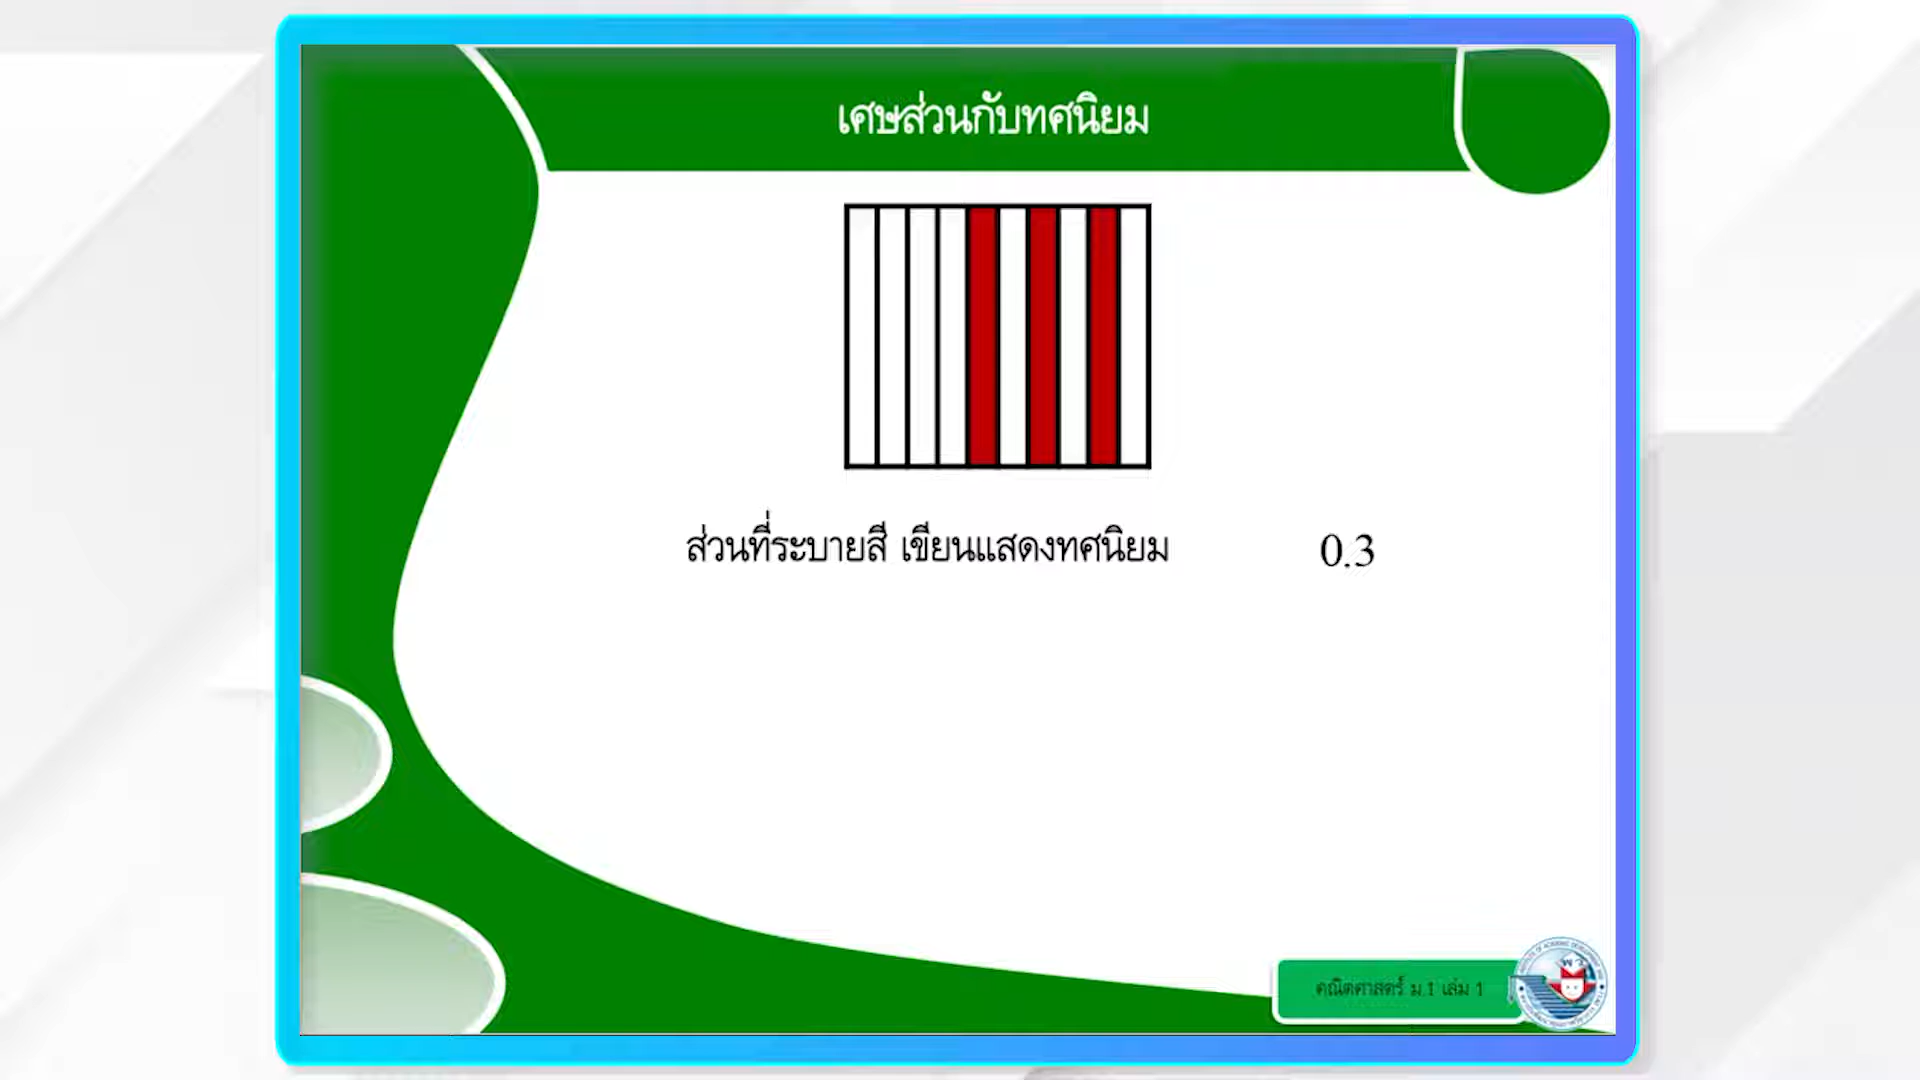 เศษส่วนกับทศนิยม
ส่วนที่ระบายสี เขียนแสดงทศนิยม 0.3
คณิตศาสตร์ ม.1 เล่ม 1
พว